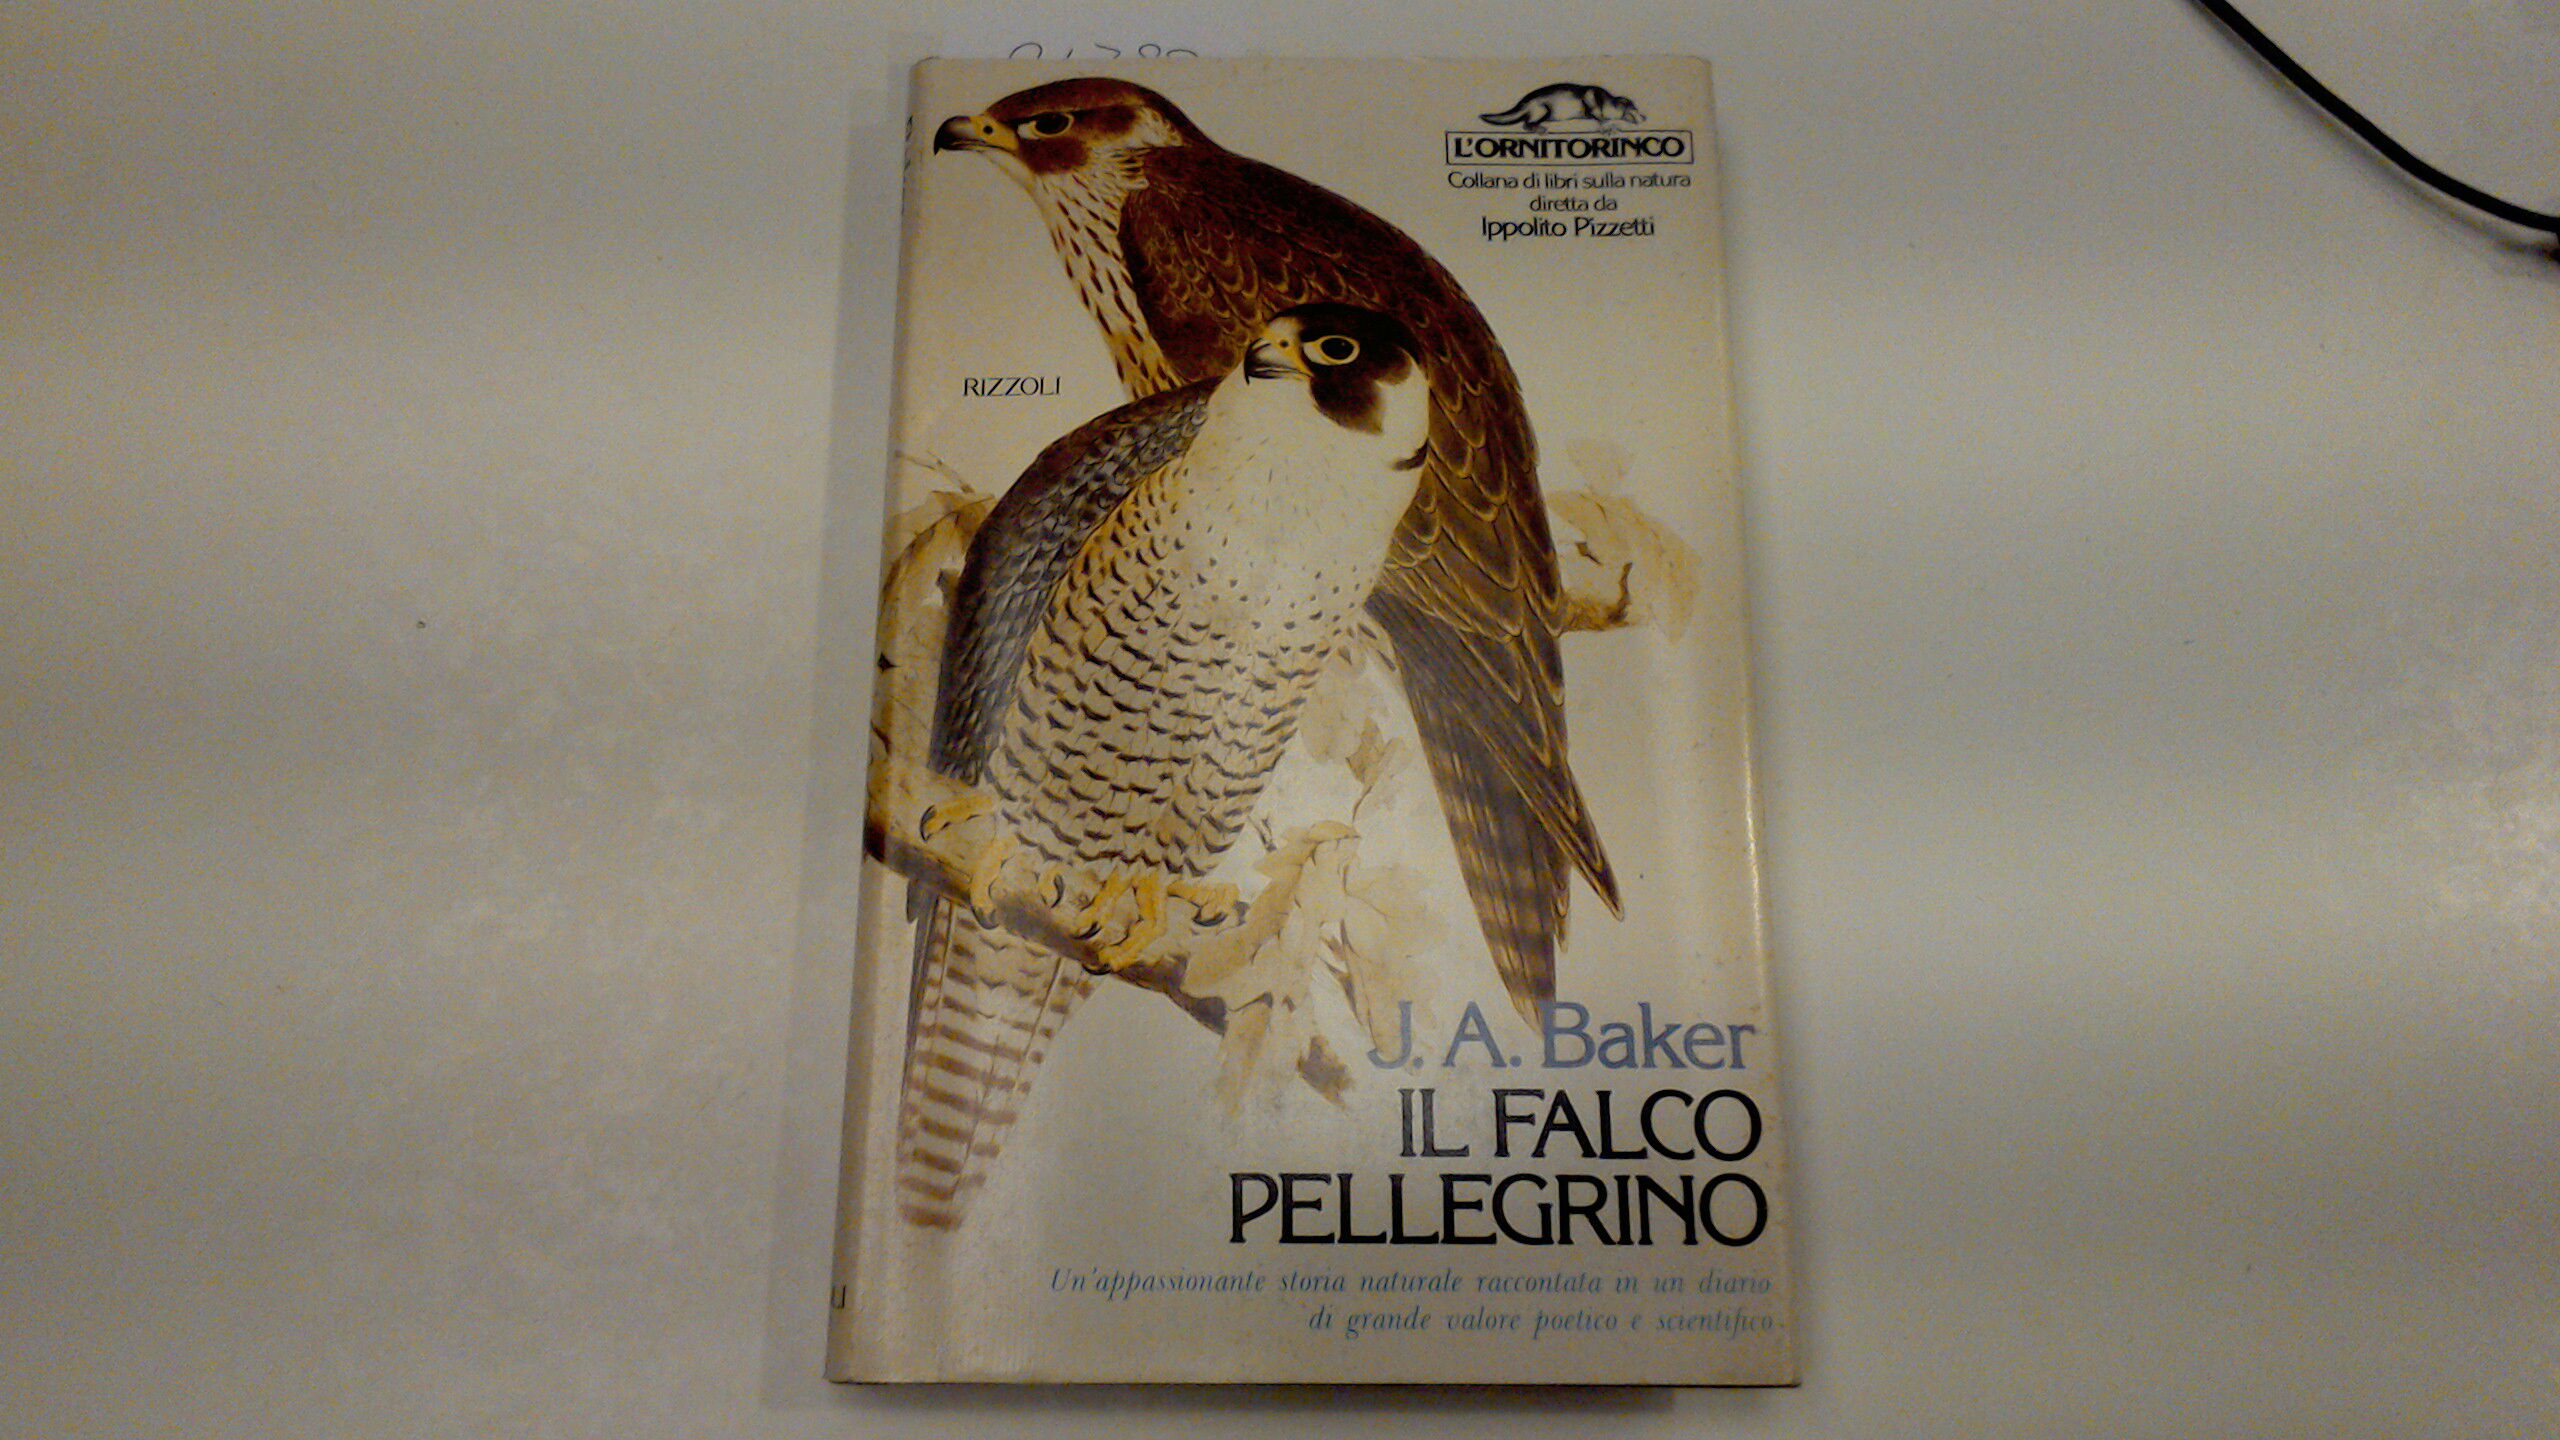 L'ORNITORINCO
Collana di libri sulla natura
diretta da
Ippolito Pizzetti
RIZZOLI
J. A. Baker
IL FALCO
PELLEGRINO
Un'appassionante storia naturale raccontata in un diario
di grande valore poetico e scientifico